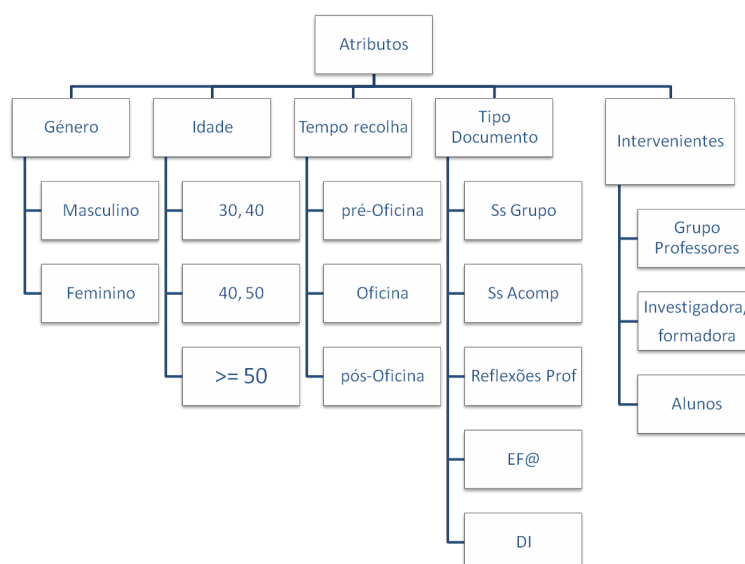 Atributos
Género
Masculino
Feminino
Idade
30, 40
40, 50
>= 50
Tempo recolha
pré-Oficina
Oficina
pós-Oficina
Tipo
Documento
Ss Grupo
Ss Acomp
Reflexões Prof
EF@
DI
Intervenientes
Grupo
Professores
Investigadora/
formadora
Alunos